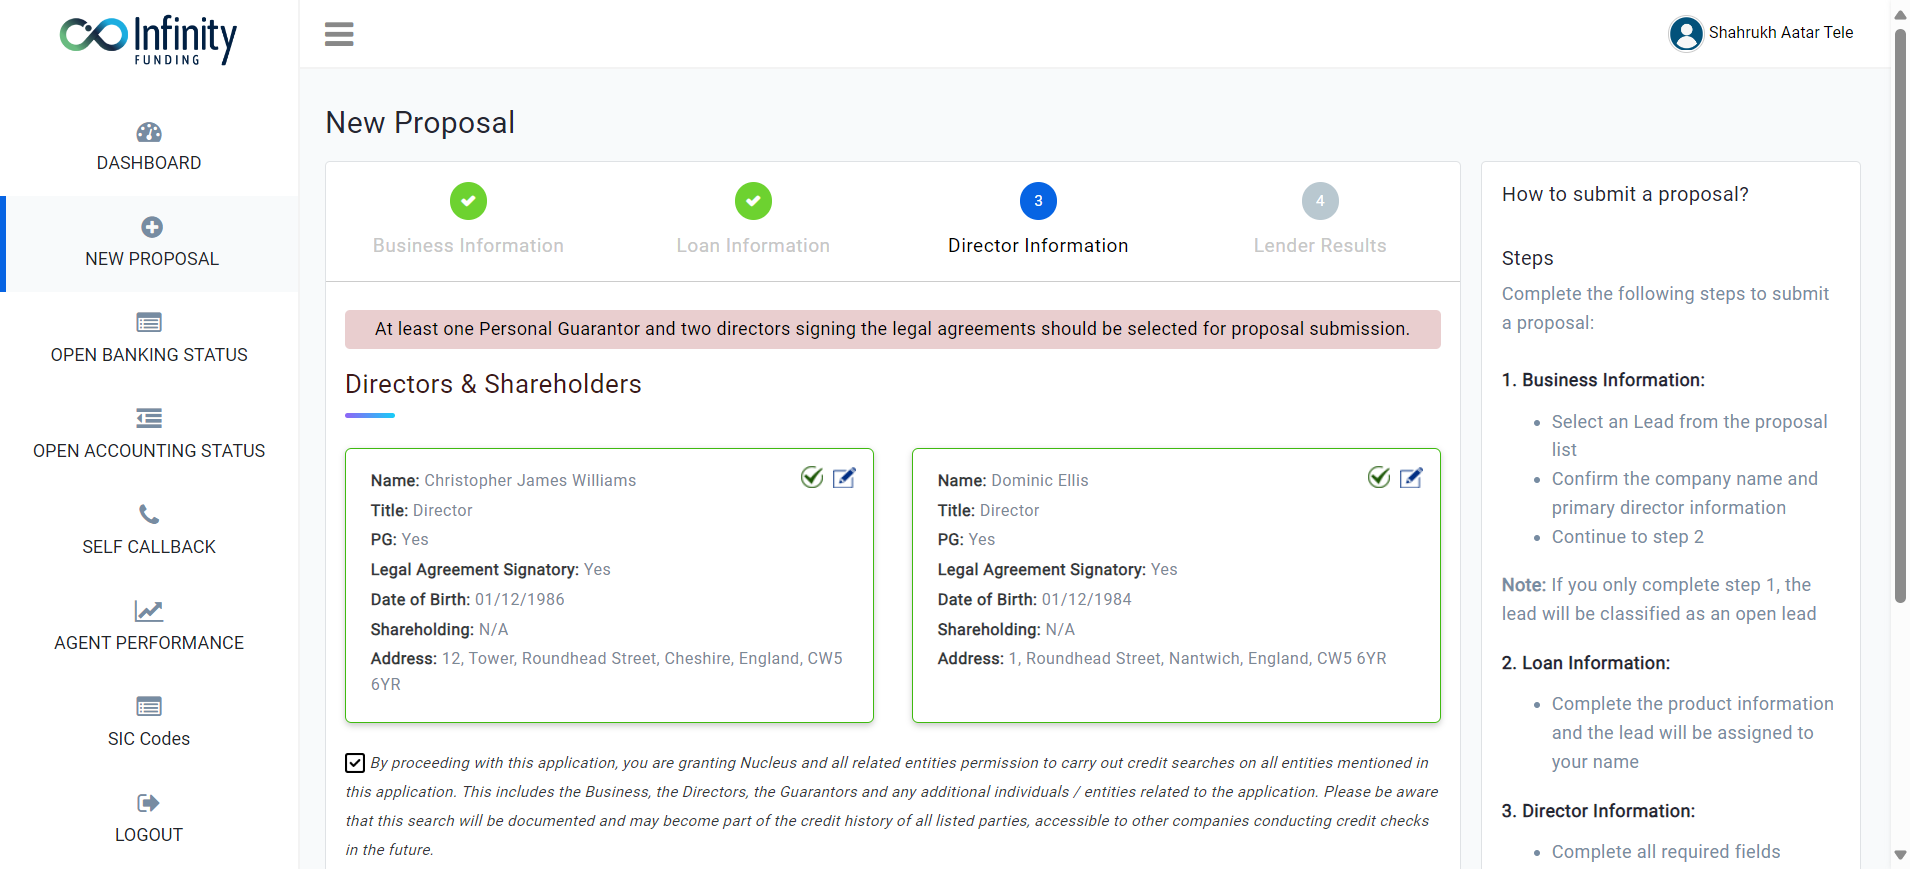 Infinity
FUNDING
Shahrukh Aatar Tele
DASHBOARD
NEW PROPOSAL
OPEN BANKING STATUS
OPEN ACCOUNTING STATUS
SELF CALLBACK
AGENT PERFORMANCE
SIC Codes
LOGOUT
New Proposal
Business Information
Loan Information
3
Director Information
4
Lender Results
At least one Personal Guarantor and two directors signing the legal agreements should be selected for proposal submission.
Directors & Shareholders
Name: Christopher James Williams
Title: Director
PG: Yes
Legal Agreement Signatory: Yes
Date of Birth: 01/12/1986
Shareholding: N/A
Address: 12, Tower, Roundhead Street, Cheshire, England, CW5
6YR
Name: Dominic Ellis
Title: Director
PG: Yes
Legal Agreement Signatory: Yes
Date of Birth: 01/12/1984
Shareholding: N/A
Address: 1, Roundhead Street, Nantwich, England, CW5 6YR
By proceeding with this application, you are granting Nucleus and all related entities permission to carry out credit searches on all entities mentioned in
this application. This includes the Business, the Directors, the Guarantors and any additional individuals / entities related to the application. Please be aware
that this search will be documented and may become part of the credit history of all listed parties, accessible to other companies conducting credit checks
in the future.
How to submit a proposal?
Steps
Complete the following steps to submit
a proposal:
1. Business Information:
• Select an Lead from the proposal
list
• Confirm the company name and
primary director information
• Continue to step 2
Note: If you only complete step 1, the
lead will be classified as an open lead
2. Loan Information:
• Complete the product information
and the lead will be assigned to
your name
3. Director Information:
• Complete all required fields